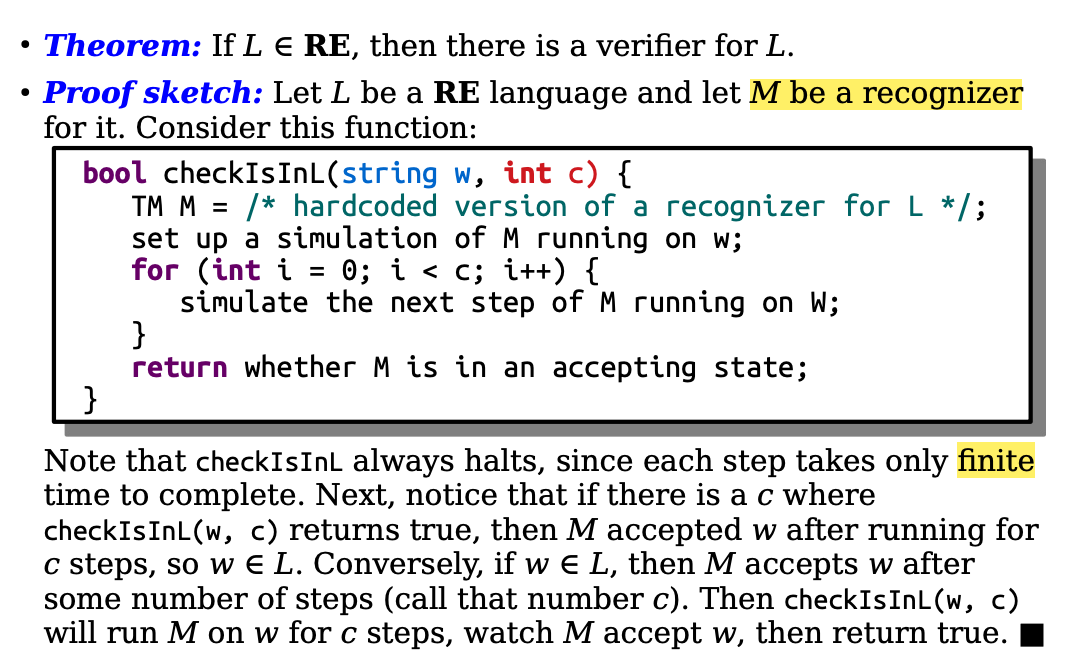 • Theorem: If L ∈ RE, then there is a verifier for L.
• Proof sketch: Let L be a RE language and let M be a recognizer
for it. Consider this function:
bool checkIsInL(string w, int c) {
TM M = /* hardcoded version of a recognizer for L */;
set up a simulation of M running on w;
for (int i = 0; i < c; i++) {
simulate the next step of M running on W;
}
return whether M is in an accepting state;
}
Note that checkIsInL always halts, since each step takes only finite
time to complete. Next, notice that if there is a c where
checkIsInL(w, c) returns true, then M accepted w after running for
c steps, so w ∈ L. Conversely, if w ∈ L, then M accepts w after
some number of steps (call that number c). Then checkIsInL(w, c)
will run M on w for c steps, watch M accept w, then return true. ■